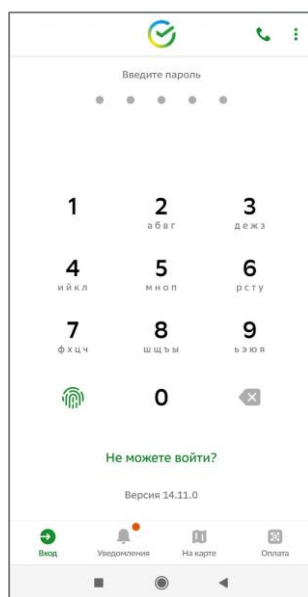 Введите пароль
1 2 3
абвг дежз
4 5 6
ийкл мноп рсту
7 8 9
фхцч шщъы ьэюя
0
Не можете войти?
Версия 14.11.0
Вход Уведомления На карте Оплата